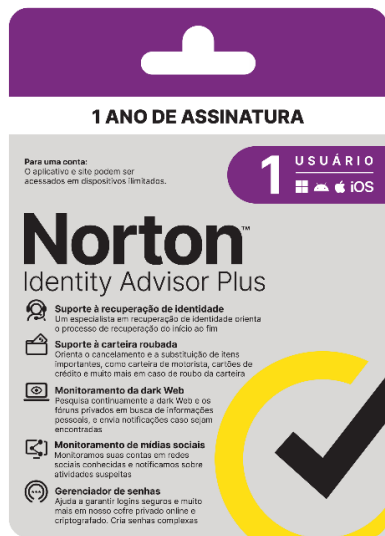 1 ANO DE ASSINATURA
Para uma conta:
O aplicativo e site podem ser
acessados em dispositivos ilimitados.
1 USUÁRIO
iOS
Norton™
Identity Advisor Plus
Suporte à recuperação de identidade
Um especialista em recuperação de identidade orienta
o processo de recuperação do início ao fim
Suporte à carteira roubada
Orienta o cancelamento e a substituição de itens
importantes, como carteira de motorista, cartões de
crédito e muito mais em caso de roubo da carteira
Monitoramento da dark Web
Pesquisa continuamente a dark Web e os
fóruns privados em busca de informações
pessoais, e envia notificações caso sejam
encontradas
Monitoramento de mídias sociais
Monitoramos suas contas em redes
sociais conhecidas e notificamos sobre
atividades suspeitas
Gerenciador de senhas
Ajuda a garantir logins seguros e muito
mais em nosso cofre privado online e
criptografado. Cria senhas complexas